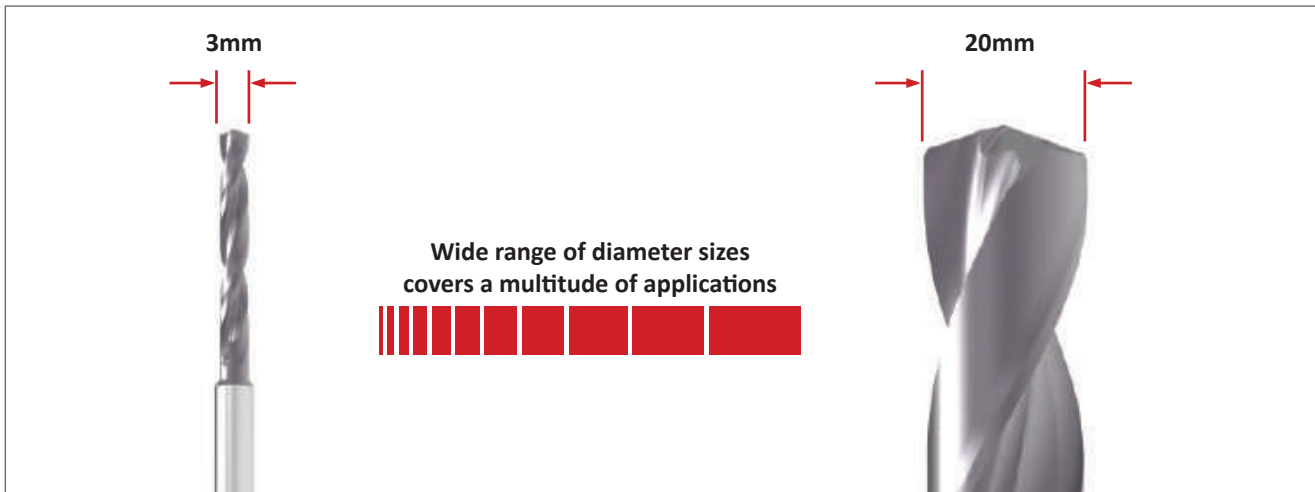 3mm
20mm
Wide range of diameter sizes
covers a multitude of applications